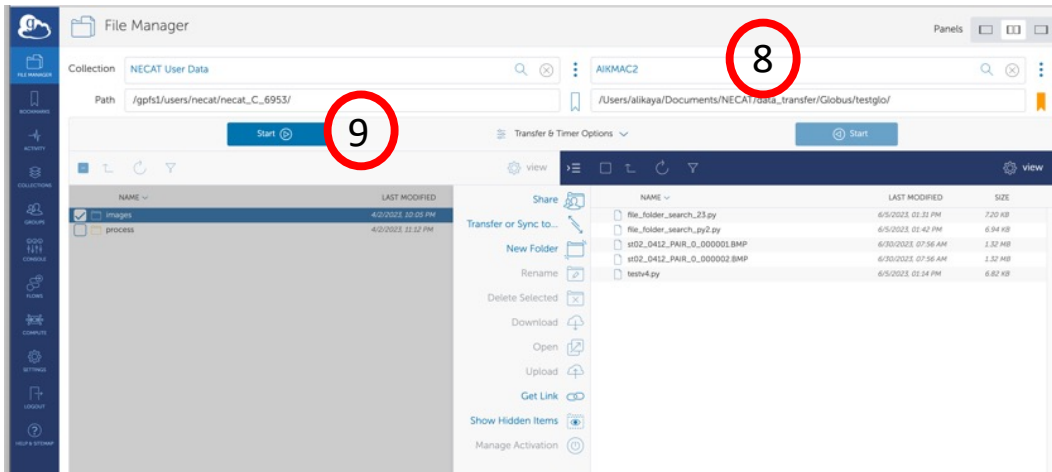 File Manager
Panels
FILE MANAGER
BOOKMARKS
ACTIVITY
COLLECTIONS
GROUPS
CONSOLE
FLOWS
COMPUTE
SETTINGS
LOGOUT
HELP & SITEMAP
Collection NECAT User Data
Path /gpfs1/users/necat/necat_C_6953/
AIKMAC2
8
/Users/alikaya/Documents/NECAT/data_transfer/Globus/testglo/
Start
9
Transfer & Timer Options
Start
view
view
NAME LAST MODIFIED
images 4/2/2023, 10:05 PM
process 4/2/2023, 11:12 PM
Share
Transfer or Sync to...
New Folder
Rename
Delete Selected
Download
Open
Upload
Get Link
Show Hidden Items
Manage Activation
NAME LAST MODIFIED SIZE
file_folder_search_23.py 6/5/2023, 01:31 PM 7.20 KB
file_folder_search_py2.py 6/5/2023, 01:42 PM 6.94 KB
st02_0412_PAIR_0_000001.BMP 6/30/2023, 07:56 AM 1.32 MB
st02_0412_PAIR_0_000002.BMP 6/30/2023, 07:56 AM 1.32 MB
testv4.py 6/5/2023, 01:14 PM 6.82 KB